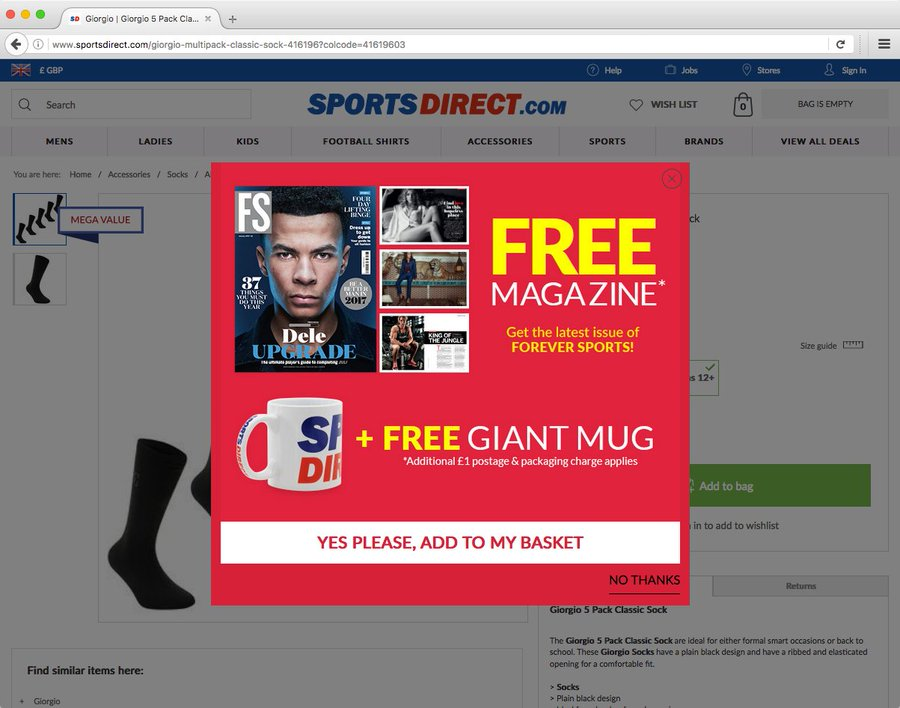 Giorgio | Giorgio 5 Pack Cla...
www.sportsdirect.com/giorgio-multipack-classic-sock-416196?colcode=41619603
£ GBP
Help
Jobs
Stores
Sign In
Search
SPORTSDIRECT.COM
WISH LIST
0
BAG IS EMPTY
MENS
LADIES
KIDS
FOOTBALL SHIRTS
ACCESSORIES
SPORTS
BRANDS
VIEW ALL DEALS
You are here: Home / Accessories / Socks / A
MEGA VALUE
ck
FS
FOUR
DAY
LIFTING
BINGE
Dress up to
get down
37
THINGS YOU
MUST DO
THIS YEAR
BE A
BETTER
MAN IN
2017
Dele
UPGRADE
KING OF
THE JUNGLE
FREE
MAGAZINE*
Get the latest issue of
FOREVER SPORTS!
Size guide
s 12+
+ FREE GIANT MUG
*Additional £1 postage & packaging charge applies
SP
DIR
Add to bag
in to add to wishlist
YES PLEASE, ADD TO MY BASKET
NO THANKS
Returns
Giorgio 5 Pack Classic Sock
The Giorgio 5 Pack Classic Sock are ideal for either formal smart occasions or back to
school. These Giorgio Socks have a plain black design and have a ribbed and elasticated
opening for a comfortable fit.
> Socks
> Plain black design
Find similar items here:
+ Giorgio